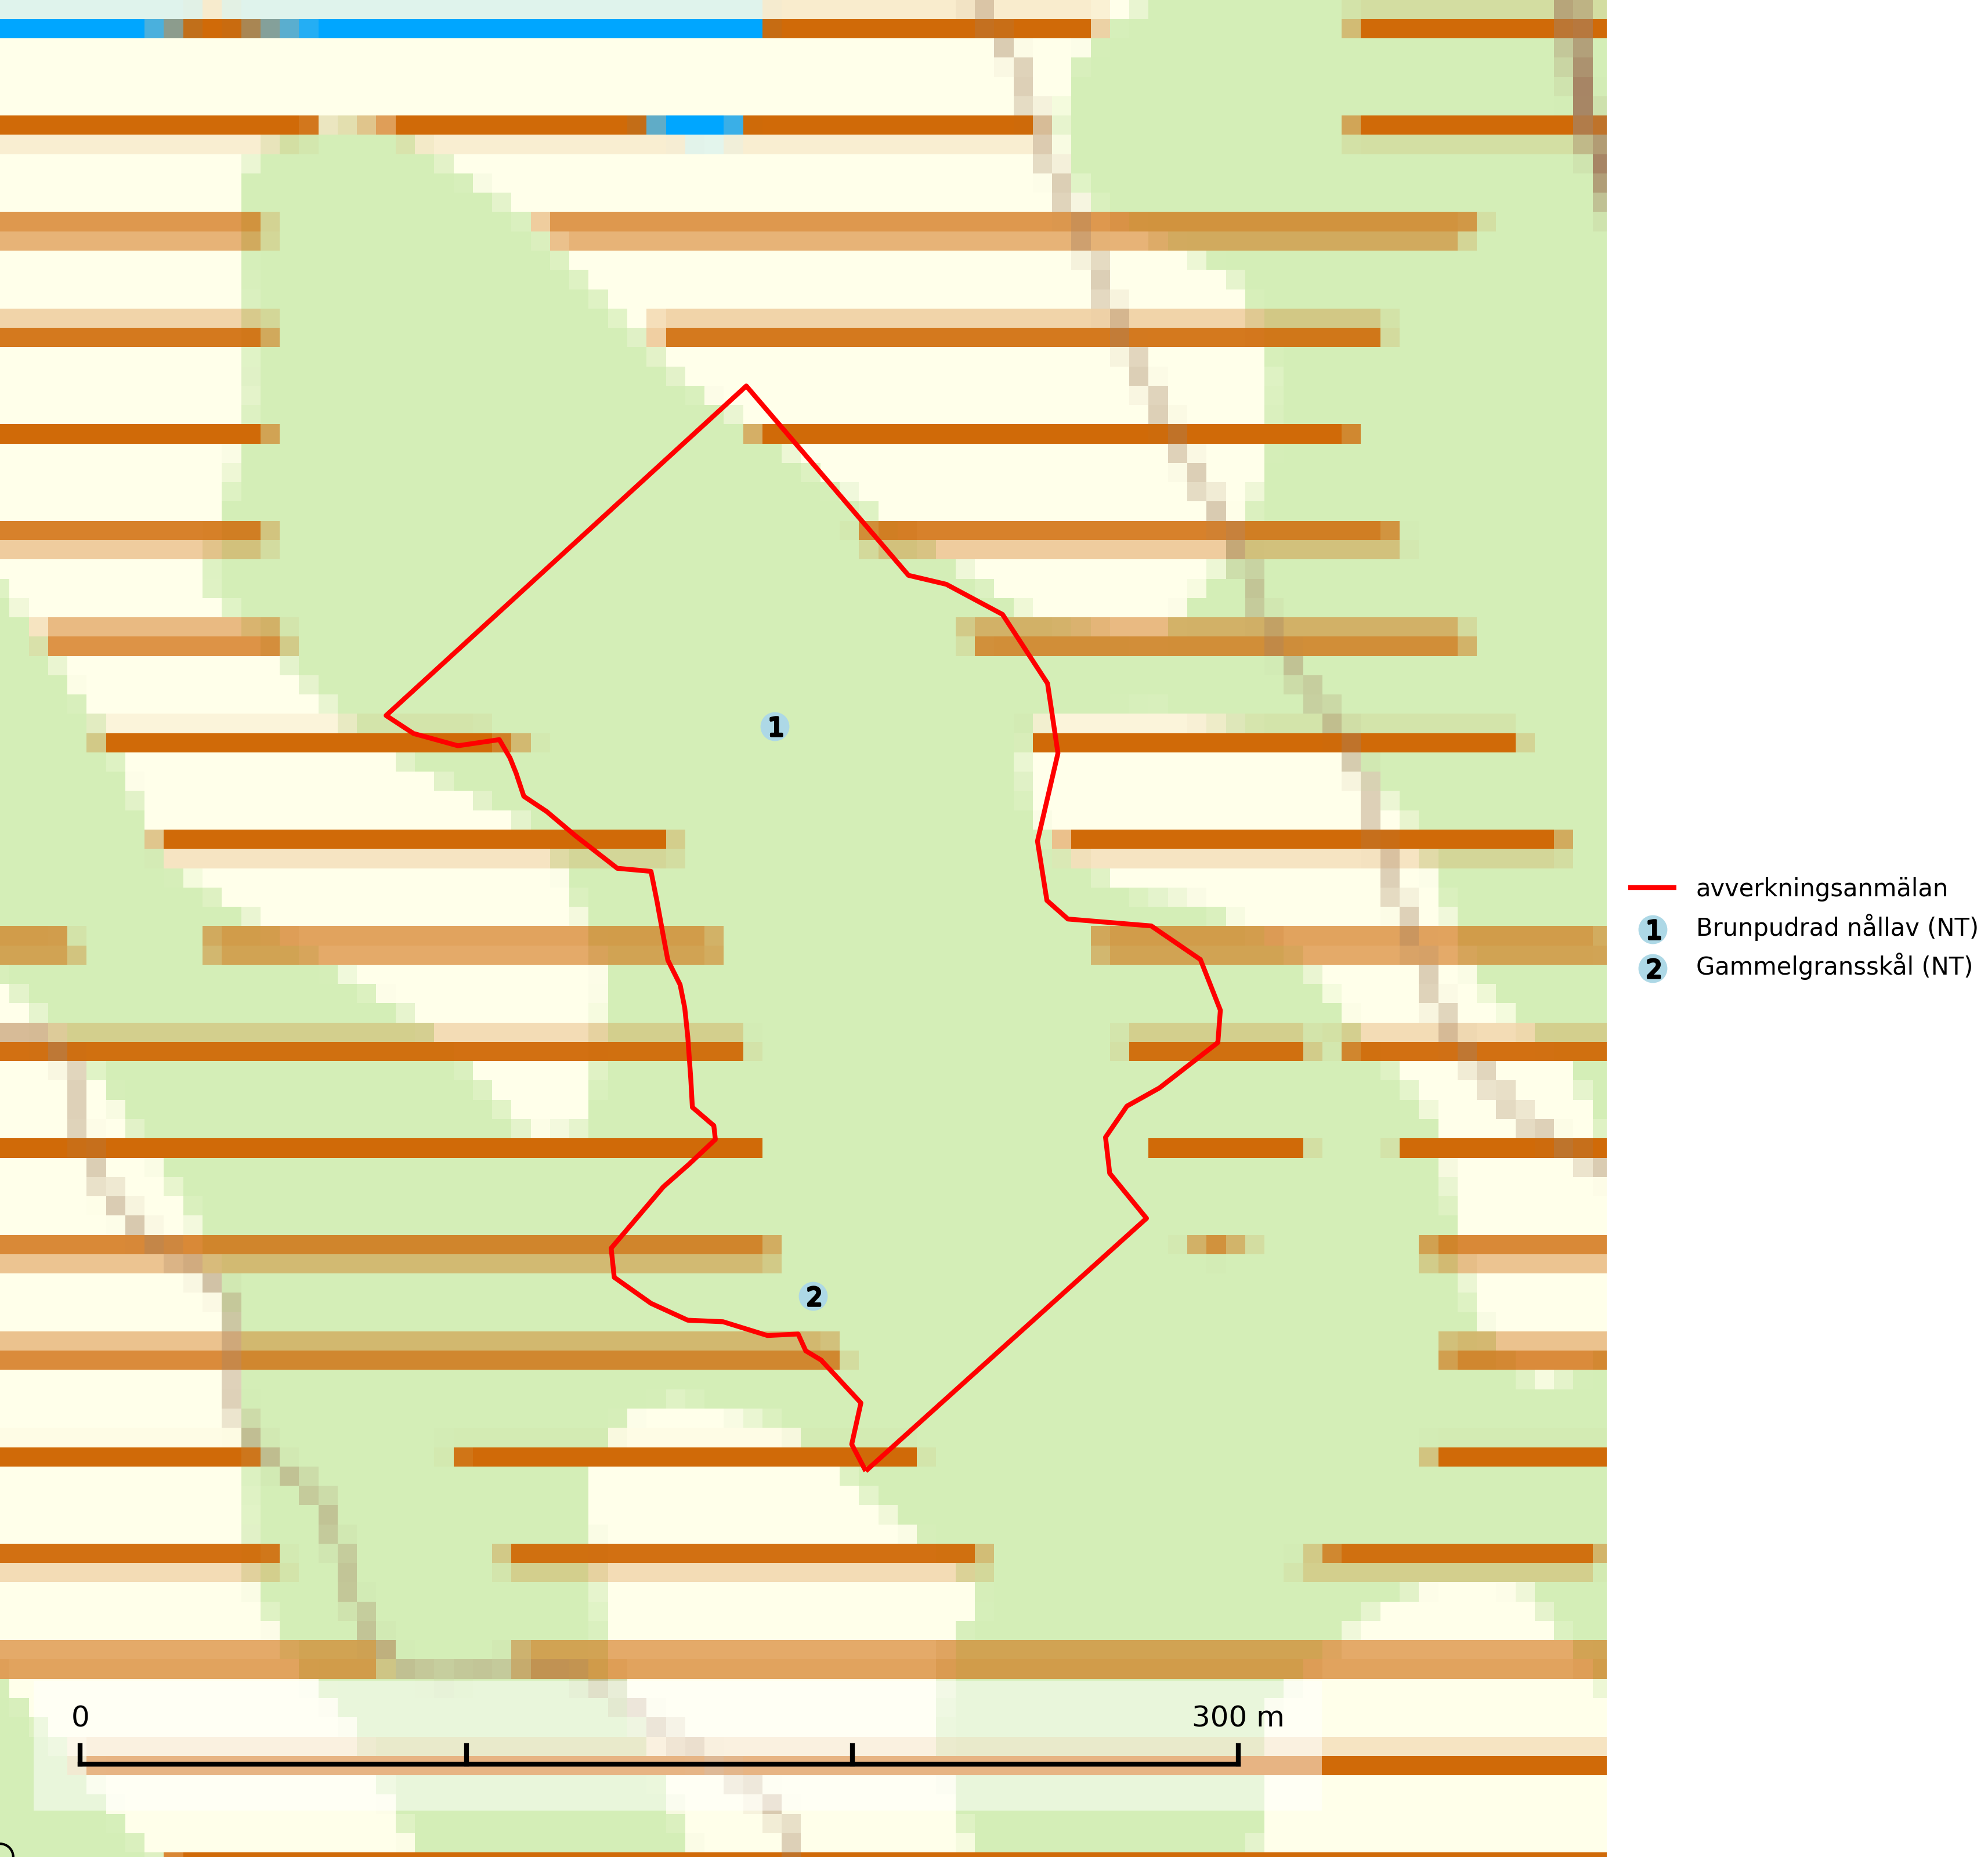 1
2
avverkningsanmälan
1 Brunpudrad nållav (NT)
2 Gammelgransskål (NT)
0 300 m